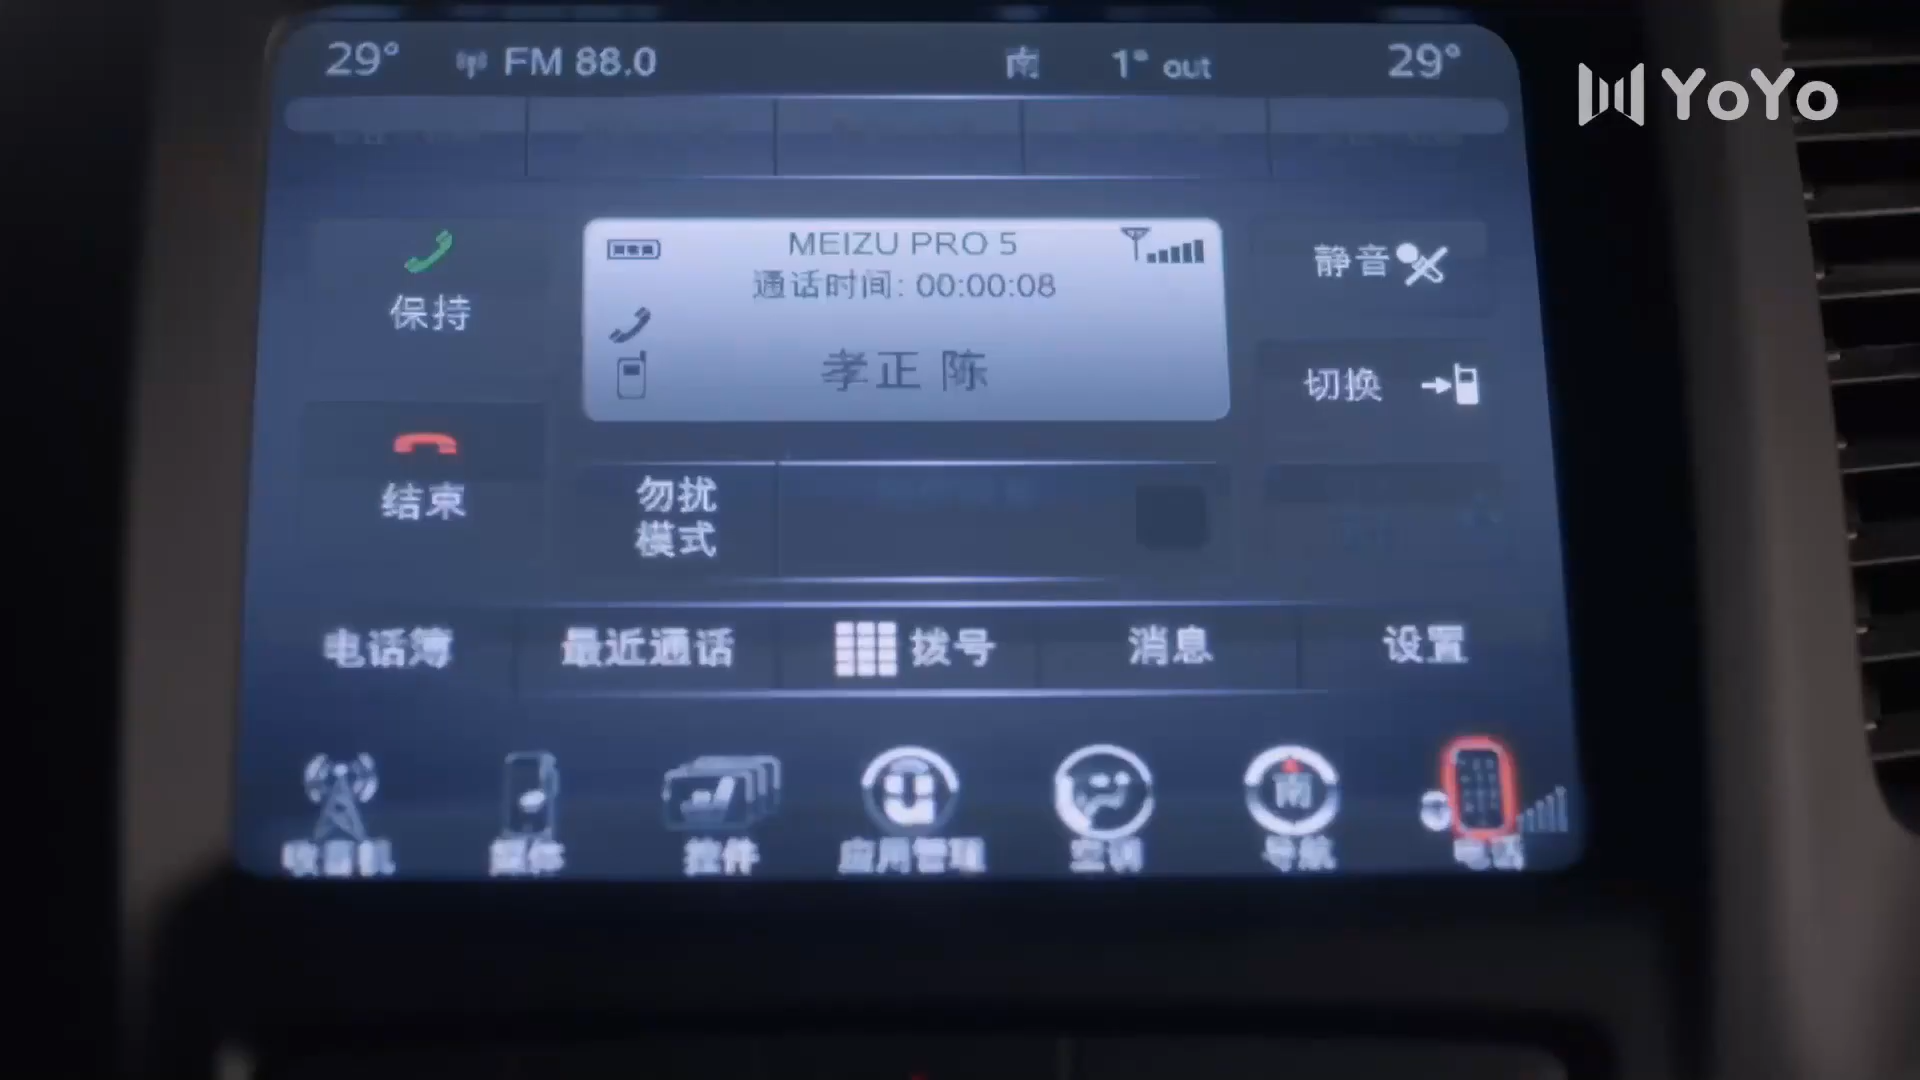 29° FM 88.0 南 1° out 29°
YoYo
保持
MEIZU PRO 5
通话时间: 00:00:08
孝正 陈
静音
切换
结束
勿扰
模式
电话簿 最近通话 拨号 消息 设置
南
收音机 媒体 控件 应用管理 空调 导航 电话